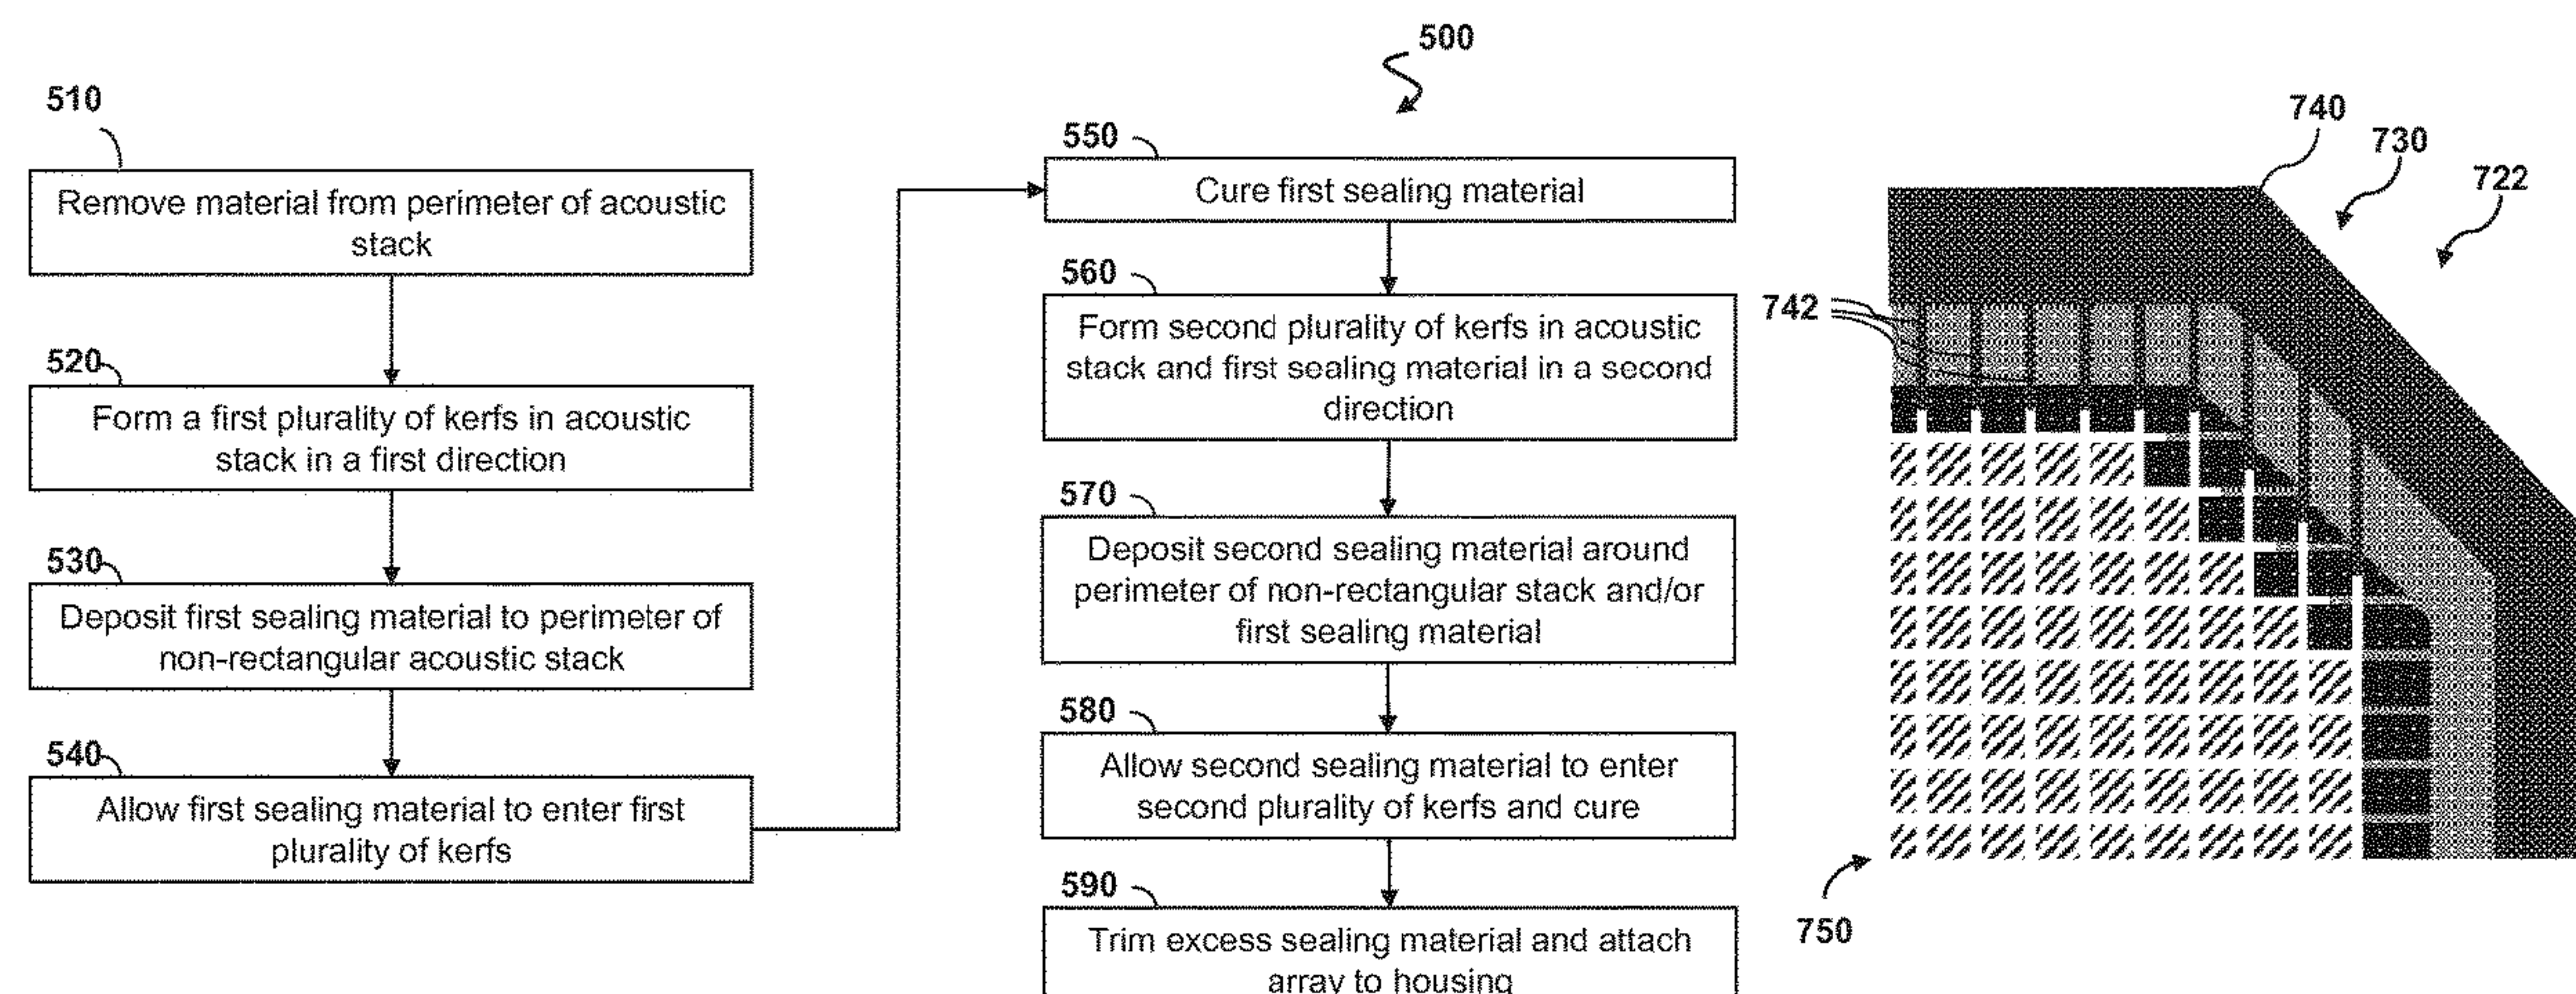 500
510
Remove material from perimeter of acoustic
stack
520
Form a first plurality of kerfs in acoustic
stack in a first direction
530
Deposit first sealing material to perimeter of
non-rectangular acoustic stack
540
Allow first sealing material to enter first
plurality of kerfs
550
Cure first sealing material
560
Form second plurality of kerfs in acoustic
stack and first sealing material in a second
direction
570
Deposit second sealing material around
perimeter of non-rectangular stack and/or
first sealing material
580
Allow second sealing material to enter
second plurality of kerfs and cure
590
Trim excess sealing material and attach
array to housing
740
730
722
742
750